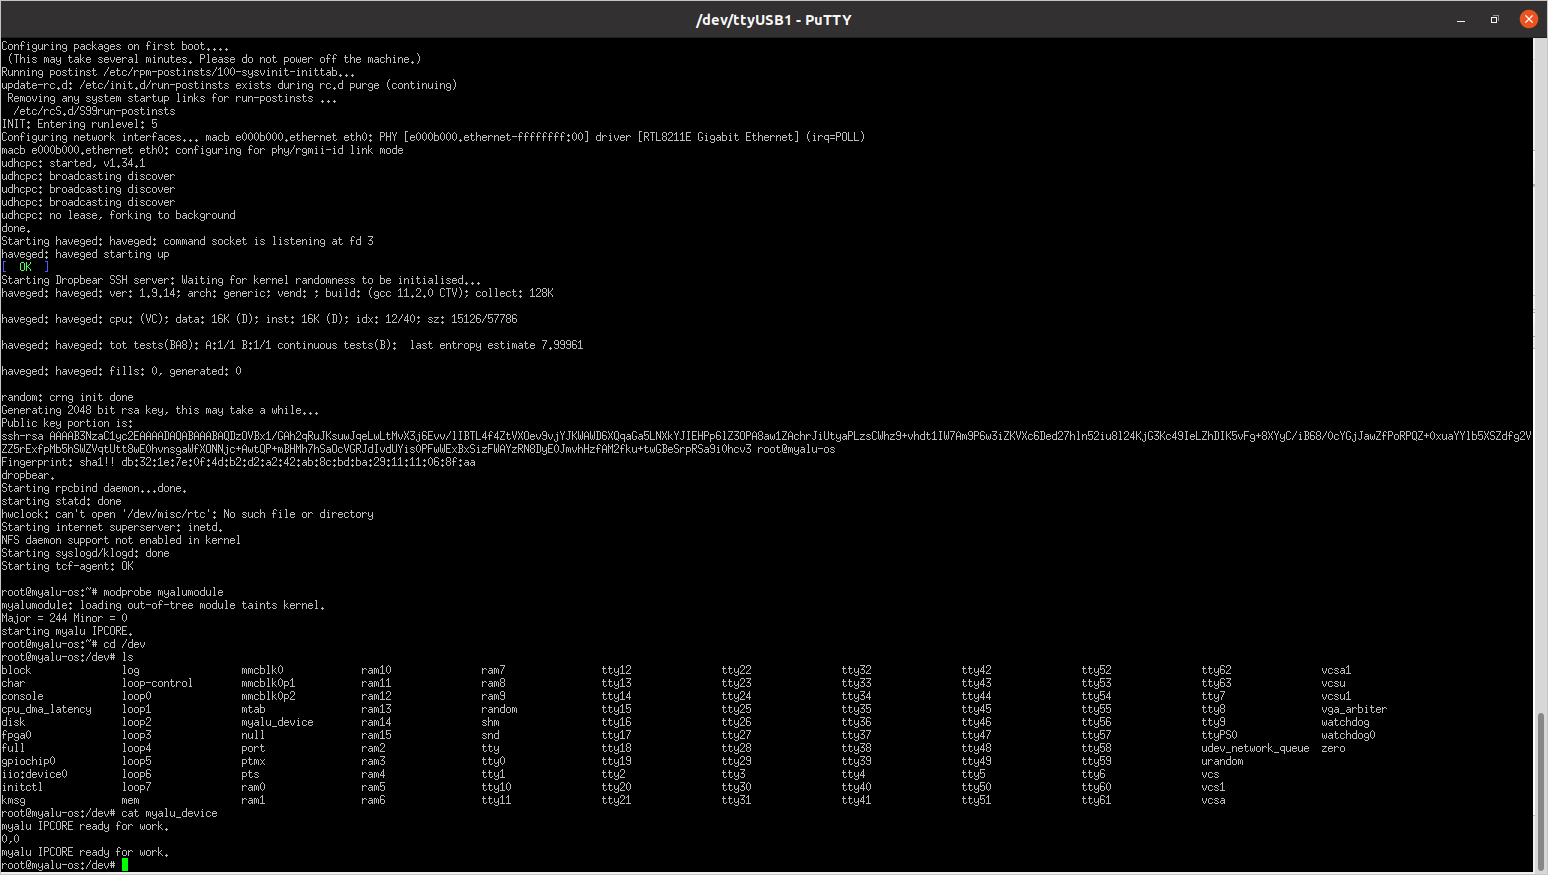 /dev/ttyUSB1 - PuTTY
Configuring packages on first boot....
 (This may take several minutes. Please do not power off the machine.)
Running postinst /etc/rpm-postinsts/100-sysvinit-inittab...
update-rc.d: /etc/init.d/run-postinsts exists during rc.d purge (continuing)
 Removing any system startup links for run-postinsts ...
  /etc/rcS.d/S99run-postinsts
INIT: Entering runlevel: 5
Configuring network interfaces... macb e000b000.ethernet eth0: PHY [e000b000.ethernet-ffffffff:00] driver [RTL8211E Gigabit Ethernet] (irq=POLL)
macb e000b000.ethernet eth0: configuring for phy/rgmii-id link mode
udhcpc: started, v1.34.1
udhcpc: broadcasting discover
udhcpc: broadcasting discover
udhcpc: broadcasting discover
udhcpc: no lease, forking to background
done.
Starting haveged: haveged: command socket is listening at fd 3
haveged: haveged starting up
[  OK  ]
Starting Dropbear SSH server: Waiting for kernel randomness to be initialised...
haveged: haveged: ver: 1.9.14; arch: generic; vend: ; build: (gcc 11.2.0 CTV); collect: 128K
haveged: haveged: cpu: (VC); data: 16K (D); inst: 16K (D); idx: 12/40; sz: 15126/57786
haveged: haveged: tot tests(BA8): A:1/1 B:1/1 continuous tests(B):  last entropy estimate 7.99961
haveged: haveged: fills: 0, generated: 0
random: crng init done
Generating 2048 bit rsa key, this may take a while...
Public key portion is:
ssh-rsa
root@myalu-os
Fingerprint: sha1!! db:32:1e:7e:0f:4d:b2:d2:a2:42:ab:8c:bd:ba:29:11:11:06:8f:aa
dropbear.
Starting rpcbind daemon...done.
starting statd: done
hwclock: can't open '/dev/misc/rtc': No such file or directory
Starting internet superserver: inetd.
NFS daemon support not enabled in kernel
Starting syslogd/klogd: done
Starting tcf-agent: OK
root@myalu-os:~# modprobe myalumodule
myalumodule: loading out-of-tree module taints kernel.
Major = 244 Minor = 0
starting myalu IPCORE.
root@myalu-os:~# cd /dev
root@myalu-os:/dev# ls
block log mmcblk0 ram10 ram7 tty12 tty22 tty32 tty42 tty52 tty62 vcsa1
char loop-control mmcblk0p1 ram11 ram8 tty13 tty23 tty33 tty43 tty53 tty63 vcsu
console loop0 mmcblk0p2 ram12 ram9 tty14 tty24 tty34 tty44 tty54 tty7 vcsu1
cpu_dma_latency loop1 mtab ram13 random tty15 tty25 tty35 tty45 tty55 tty8 vga_arbiter
disk loop2 myalu_device ram14 shm tty16 tty26 tty36 tty46 tty56 tty9 watchdog
fpga0 loop3 null ram15 snd tty17 tty27 tty37 tty47 tty57 ttyPS0 watchdog0
full loop4 port ram2 tty tty18 tty28 tty38 tty48 tty58 udev_network_queue zero
gpiochip0 loop5 ptmx ram3 tty0 tty19 tty29 tty39 tty49 tty59 urandom
iio:device0 loop6 pts ram4 tty1 tty2 tty3 tty4 tty5 tty6 vcs
initctl loop7 ram0 ram5 tty10 tty20 tty30 tty40 tty50 tty60 vcs1
kmsg mem ram1 ram6 tty11 tty21 tty31 tty41 tty51 tty61 vcsa
root@myalu-os:/dev# cat myalu_device
myalu IPCORE ready for work.
0,0
myalu IPCORE ready for work.
root@myalu-os:/dev#